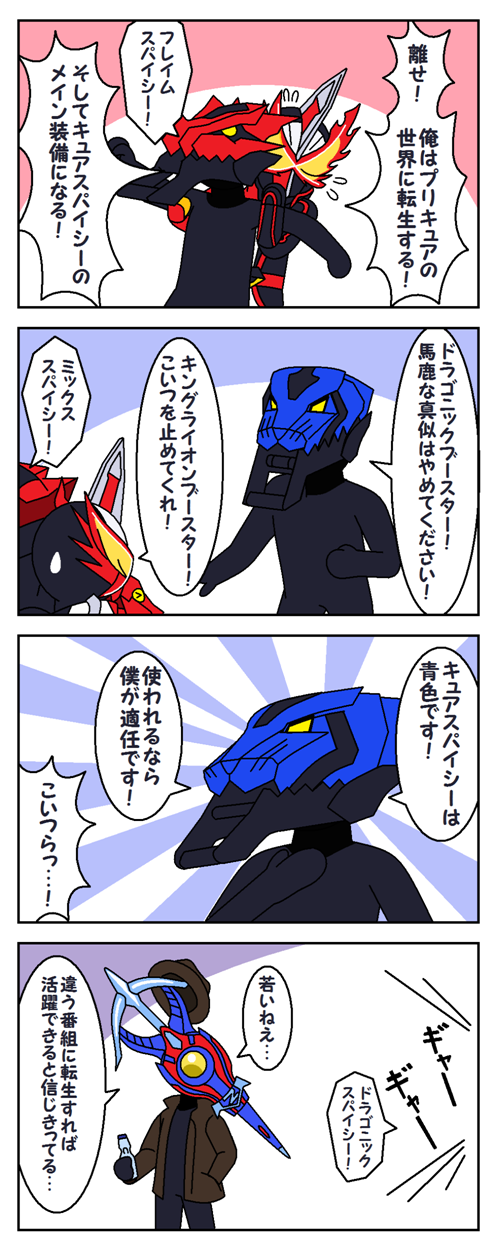 離せ！
俺はプリキュアの
世界に転生する！
フレイム
スパイシー！
そしてキュアスパイシーの
メイン装備になる！
ドラゴニックブースター！
馬鹿な真似はやめてください！
キングライオンブースター！
こいつを止めてくれ！
ミックス
スパイシー！
キュアスパイシーは
青色です！
使われるなら
僕が適任です！
こいつらっ…！
ギャー
ギャー
ドラゴニック
スパイシー！
若いねえ…
違う番組に転生すれば
活躍できると信じきってる…